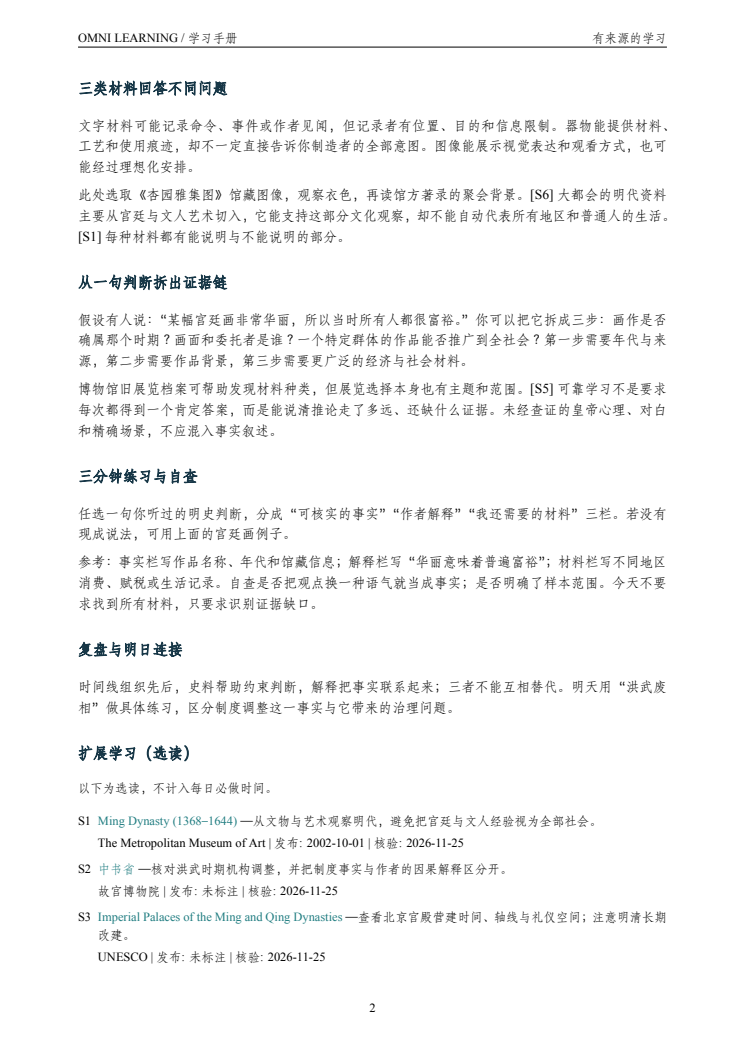 OMNI LEARNING / 学习手册
有来源的学习
三类材料回答不同问题
文字材料可能记录命令、事件或作者见闻，但记录者有位置、目的和信息限制。器物能提供材料、
工艺和使用痕迹，却不一定直接告诉你制造者的全部意图。图像能展示视觉表达和观看方式，也可
能经过理想化安排。
此处选取《杏园雅集图》馆藏图像，观察衣色，再读馆方著录的聚会背景。[S6] 大都会的明代资料
主要从宫廷与文人艺术切入，它能支持这部分文化观察，却不能自动代表所有地区和普通人的生活。
[S1] 每种材料都有能说明与不能说明的部分。
从一句判断拆出证据链
假设有人说：“某幅宫廷画非常华丽，所以当时所有人都很富裕。”你可以把它拆成三步：画作是否
确属那个时期？画面和委托者是谁？一个特定群体的作品能否推广到全社会？第一步需要年代与来
源，第二步需要作品背景，第三步需要更广泛的经济与社会材料。
博物馆旧展览档案可帮助发现材料种类，但展览选择本身也有主题和范围。[S5] 可靠学习不是要求
每次都得到一个肯定答案，而是能说清推论走了多远、还缺什么证据。未经查证的皇帝心理、对白
和精确场景，不应混入事实叙述。
三分钟练习与自查
任选一句你听过的明史判断，分成“可核实的事实”“作者解释”“我还需要的材料”三栏。若没有
现成说法，可用上面的宫廷画例子。
参考：事实栏写作品名称、年代和馆藏信息；解释栏写“华丽意味着普遍富裕”；材料栏写不同地区
消费、赋税或生活记录。自查是否把观点换一种语气就当成事实；是否明确了样本范围。今天不要
求找到所有材料，只要求识别证据缺口。
复盘与明日连接
时间线组织先后，史料帮助约束判断，解释把事实联系起来；三者不能互相替代。明天用“洪武废
相”做具体练习，区分制度调整这一事实与它带来的治理问题。
扩展学习（选读）
以下为选读，不计入每日必做时间。
S1 Ming Dynasty (1368–1644) —从文物与艺术观察明代，避免把宫廷与文人经验视为全部社会。
The Metropolitan Museum of Art | 发布: 2002-10-01 | 核验: 2026-11-25
S2 中书省 —核对洪武时期机构调整，并把制度事实与作者的因果解释区分开。
故宫博物院 | 发布: 未标注 | 核验: 2026-11-25
S3 Imperial Palaces of the Ming and Qing Dynasties —查看北京宫殿营建时间、轴线与礼仪空间；注意明清长期
改建。
UNESCO | 发布: 未标注 | 核验: 2026-11-25
2